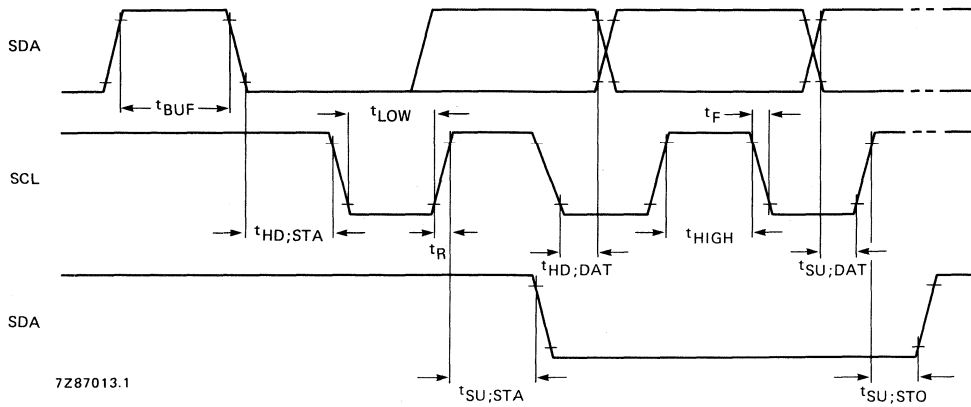 SDA
tBUF
tLOW
tF
SCL
tHD;STA
tR
tHD;DAT
tHIGH
tSU;DAT
SDA
7Z87013.1
tSU;STA
tSU;STO